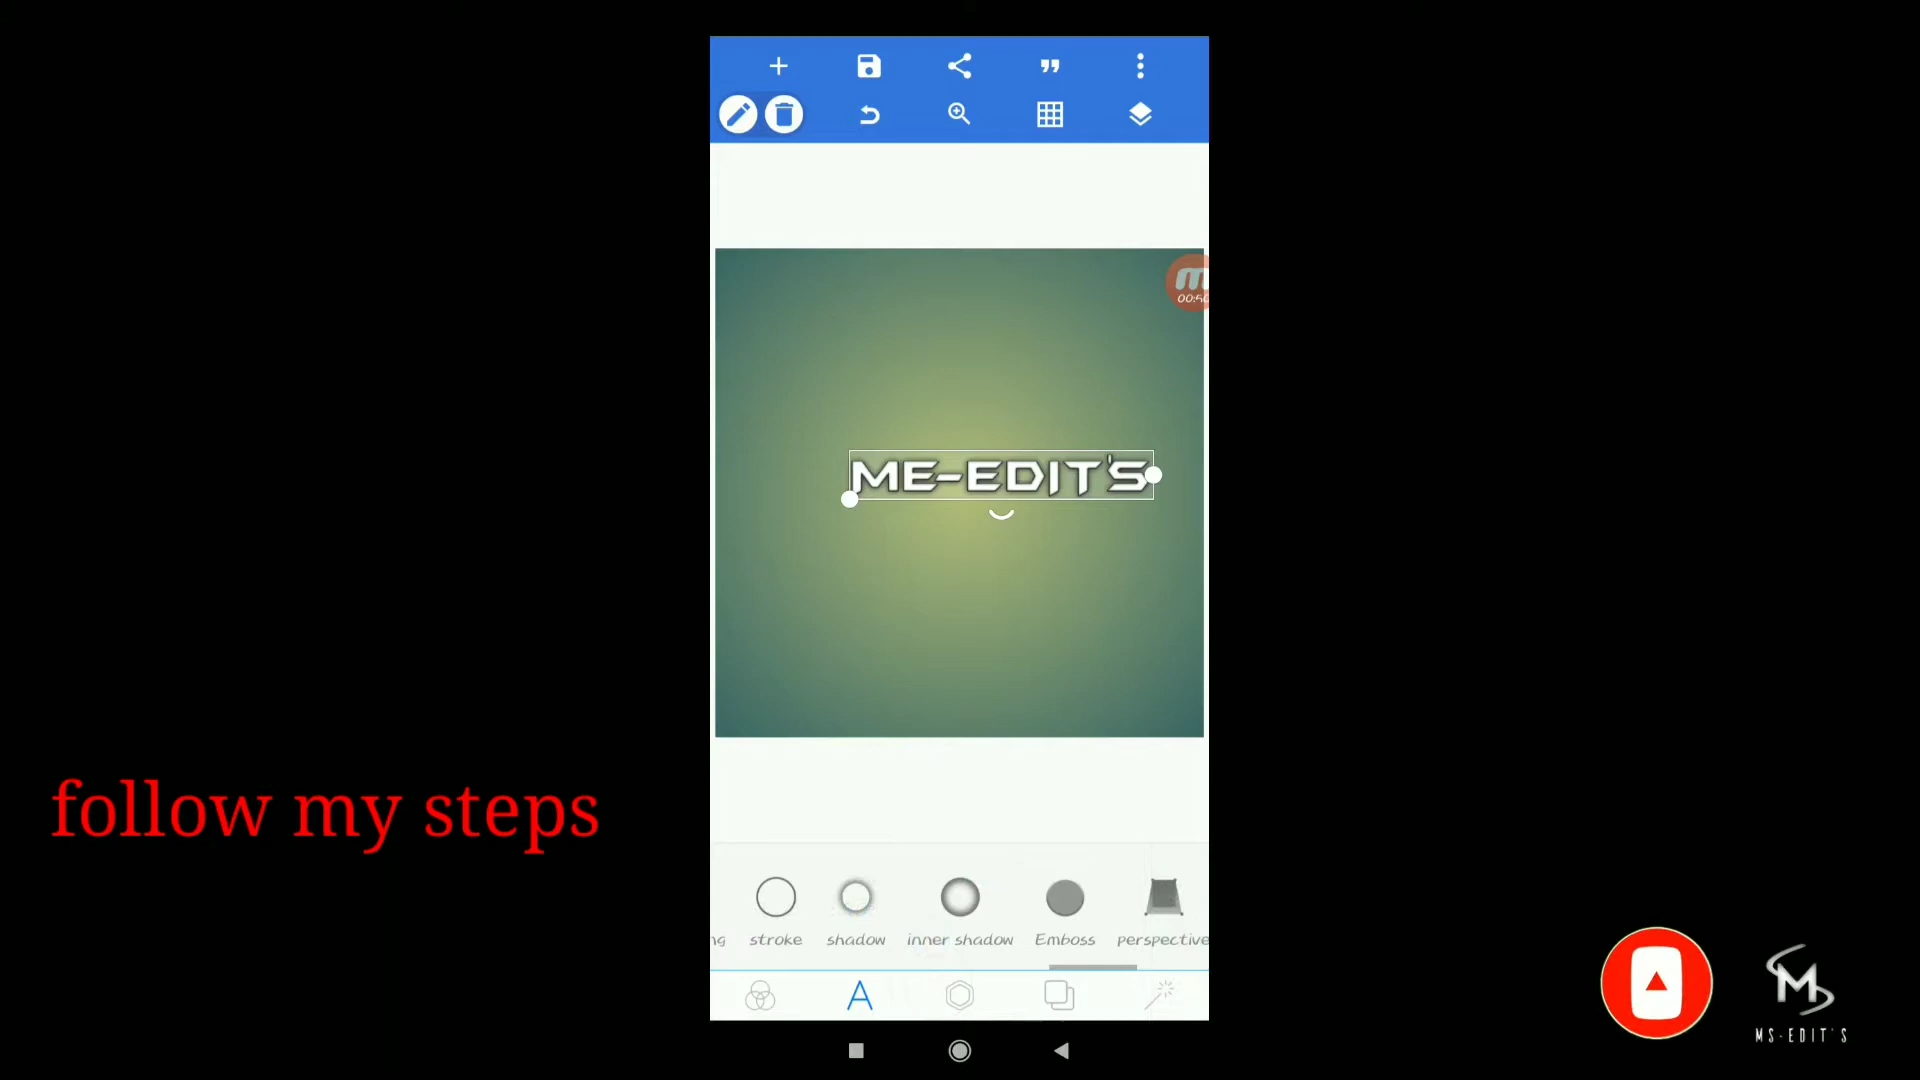 ME-EDIT'S
follow my steps
stroke
shadow
inner shadow
Emboss
perspective
MS-EDIT'S